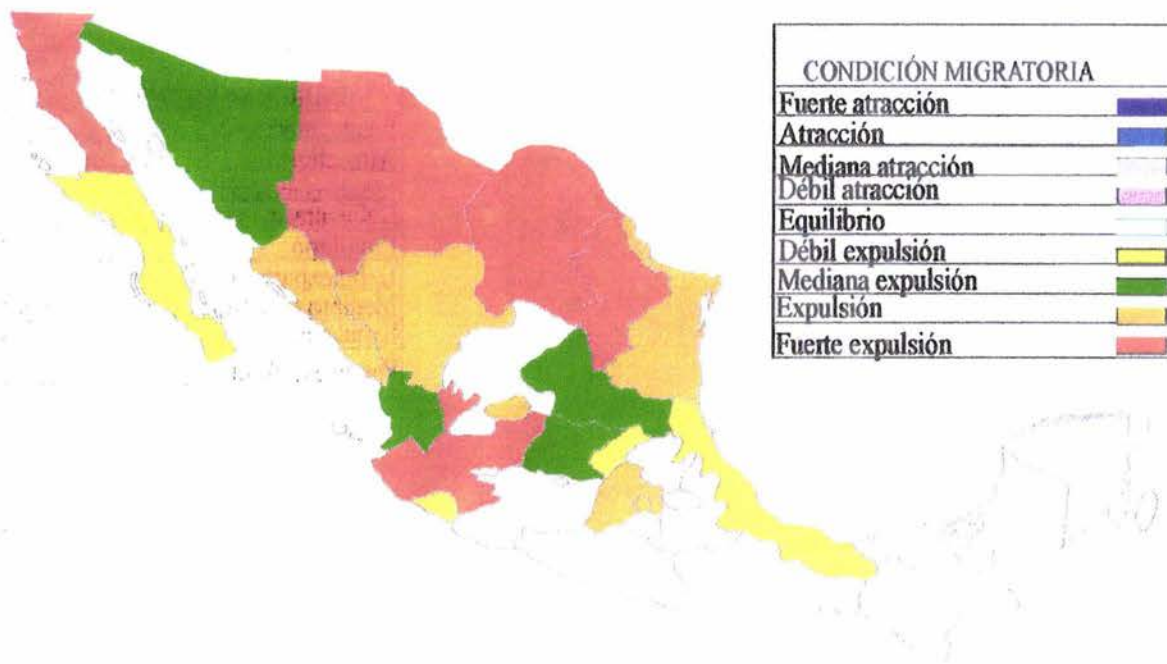 CONDICIÓN MIGRATORIA
Fuerte atracción
Atracción
Mediana atracción
Débil atracción
Equilibrio
Débil expulsión
Mediana expulsión
Expulsión
Fuerte expulsión